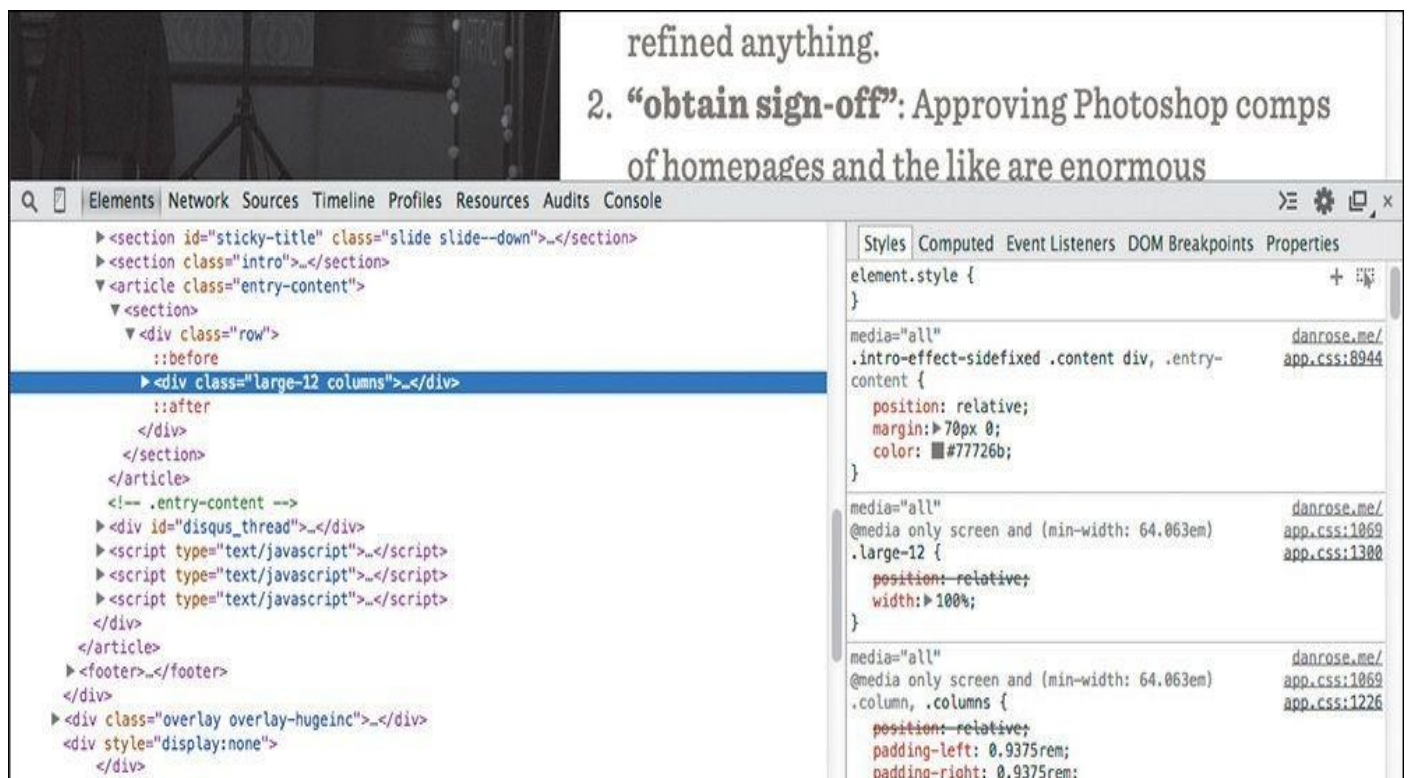 refined anything.
2. “obtain sign-off”: Approving Photoshop comps
of homepages and the like are enormous
Elements Network Sources Timeline Profiles Resources Audits Console
<section id="sticky-title" class="slide slide--down">…</section>
<section class="intro">…</section>
<article class="entry-content">
<section>
<div class="row">
::before
<div class="large-12 columns">…</div>
::after
</div>
</section>
</article>
<!-- .entry-content -->
<div id="disqus_thread">…</div>
<script type="text/javascript">…</script>
<script type="text/javascript">…</script>
<script type="text/javascript">…</script>
</div>
</article>
<footer>…</footer>
</div>
<div class="overlay overlay-hugeinc">…</div>
<div style="display:none">
</div>
Styles Computed Event Listeners DOM Breakpoints Properties
element.style {
}
media="all" danrose.me/
.intro-effect-sidefixed .content div, .entry- app.css:8944
content {
position: relative;
margin: 70px 0;
color: #77726b;
}
media="all" danrose.me/
@media only screen and (min-width: 64.063em) app.css:1069
.large-12 { app.css:1300
position: relative;
width: 100%;
}
media="all" danrose.me/
@media only screen and (min-width: 64.063em) app.css:1069
.column, .columns { app.css:1226
position: relative;
padding-left: 0.9375rem;
padding-right: 0.9375rem;